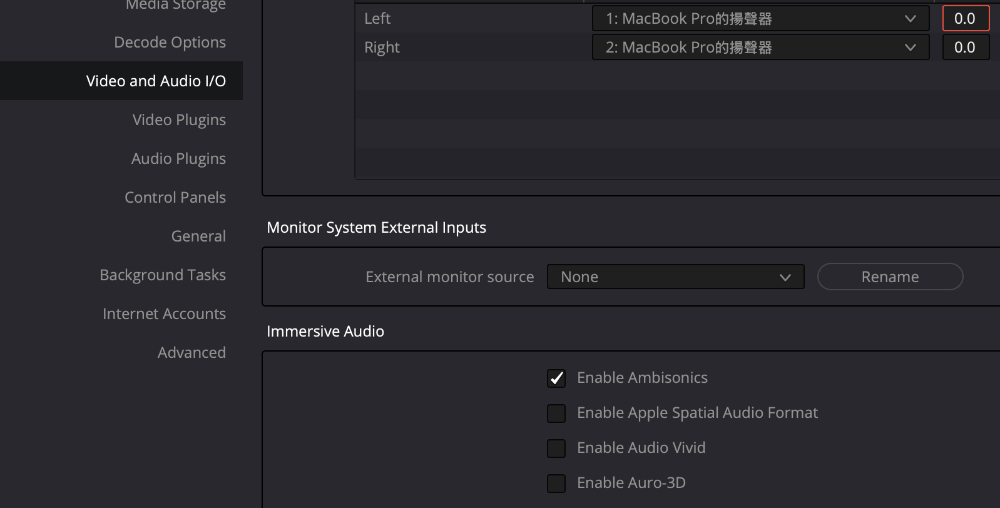 Media Storage
Decode Options
Video and Audio I/O
Video Plugins
Audio Plugins
Control Panels
General
Background Tasks
Internet Accounts
Advanced
Left 1: MacBook Pro的揚聲器 0.0
Right 2: MacBook Pro的揚聲器 0.0
Monitor System External Inputs
External monitor source None Rename
Immersive Audio
Enable Ambisonics
Enable Apple Spatial Audio Format
Enable Audio Vivid
Enable Auro-3D